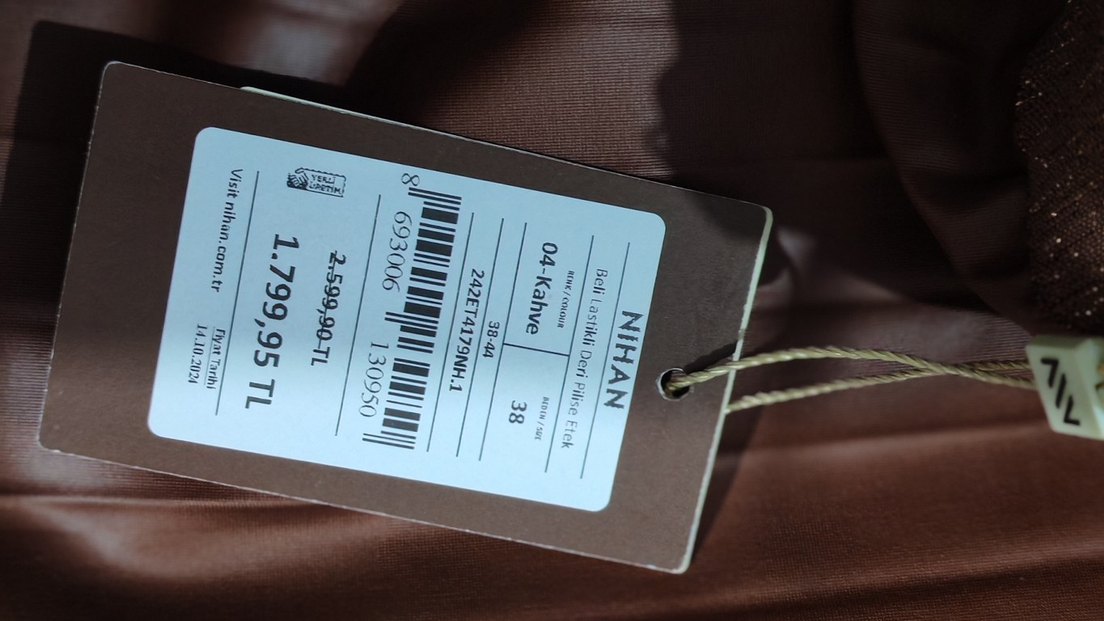 NIHAN
Beli Lastikli Deri Pilise Etek
RENK / COLOUR
BEDEN / SIZE
04-Kahve
38
38-44
242ET4179NH.1
8 693006 130950
2.599,90 TL
1.799,95 TL
YERLİ
ÜRETİM
Fiyat Tarihi
Visit nihan.com.tr
14.10.2024